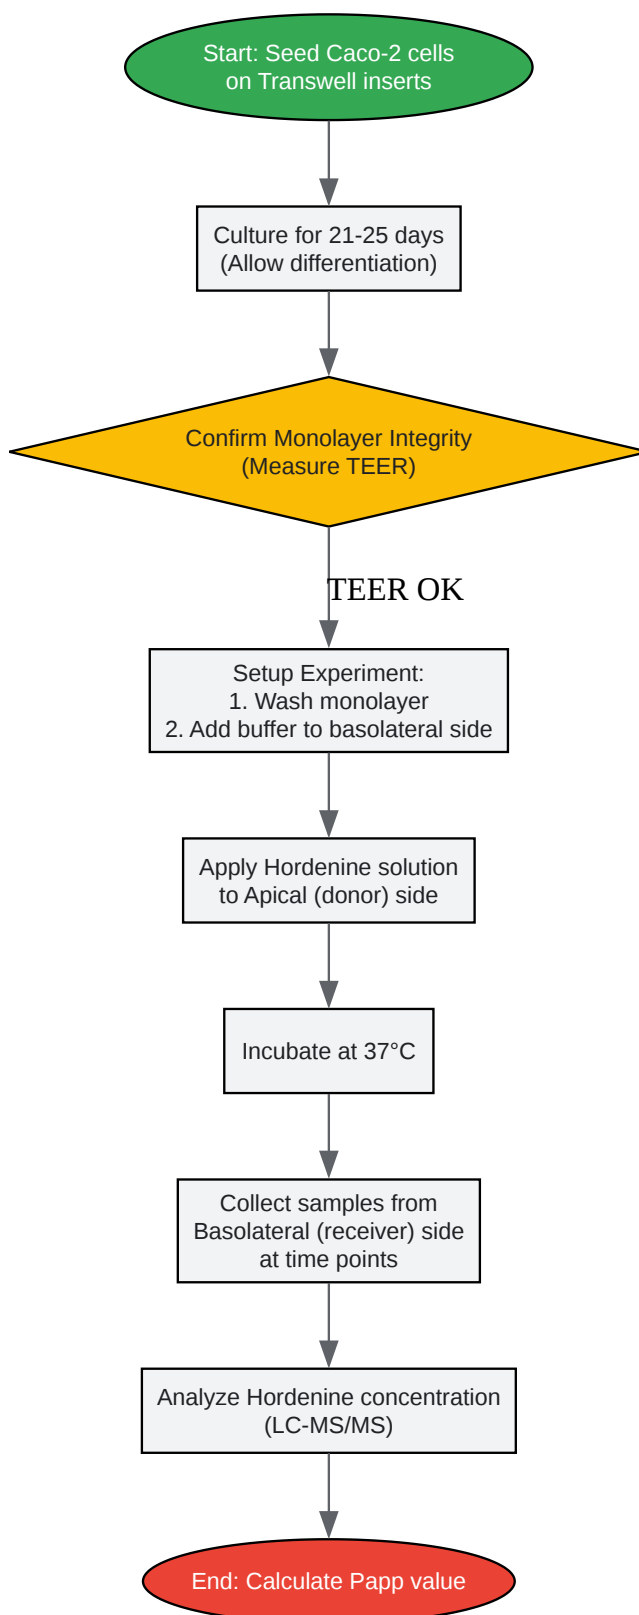 Start: Seed Caco-2 cells
on Transwell inserts
Culture for 21-25 days
(Allow differentiation)
Confirm Monolayer Integrity
(Measure TEER)
TEER OK
Setup Experiment:
1. Wash monolayer
2. Add buffer to basolateral side
Apply Hordenine solution
to Apical (donor) side
Incubate at 37°C
Collect samples from
Basolateral (receiver) side
at time points
Analyze Hordenine concentration
(LC-MS/MS)
End: Calculate Papp value